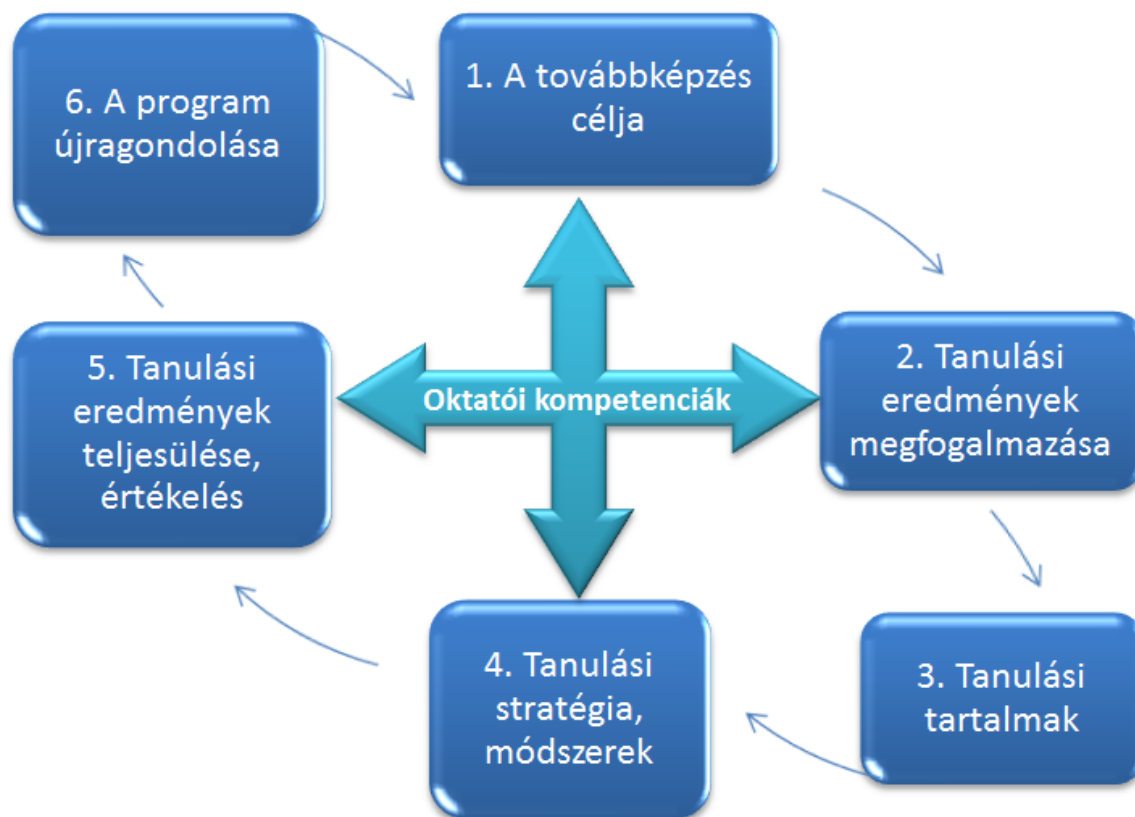 1. A továbbképzés
célja
2. Tanulási
eredmények
megfogalmazása
3. Tanulási
tartalmak
4. Tanulási
stratégia,
módszerek
5. Tanulási
eredmények
teljesülése,
értékelés
6. A program
újragondolása
Oktatói kompetenciák